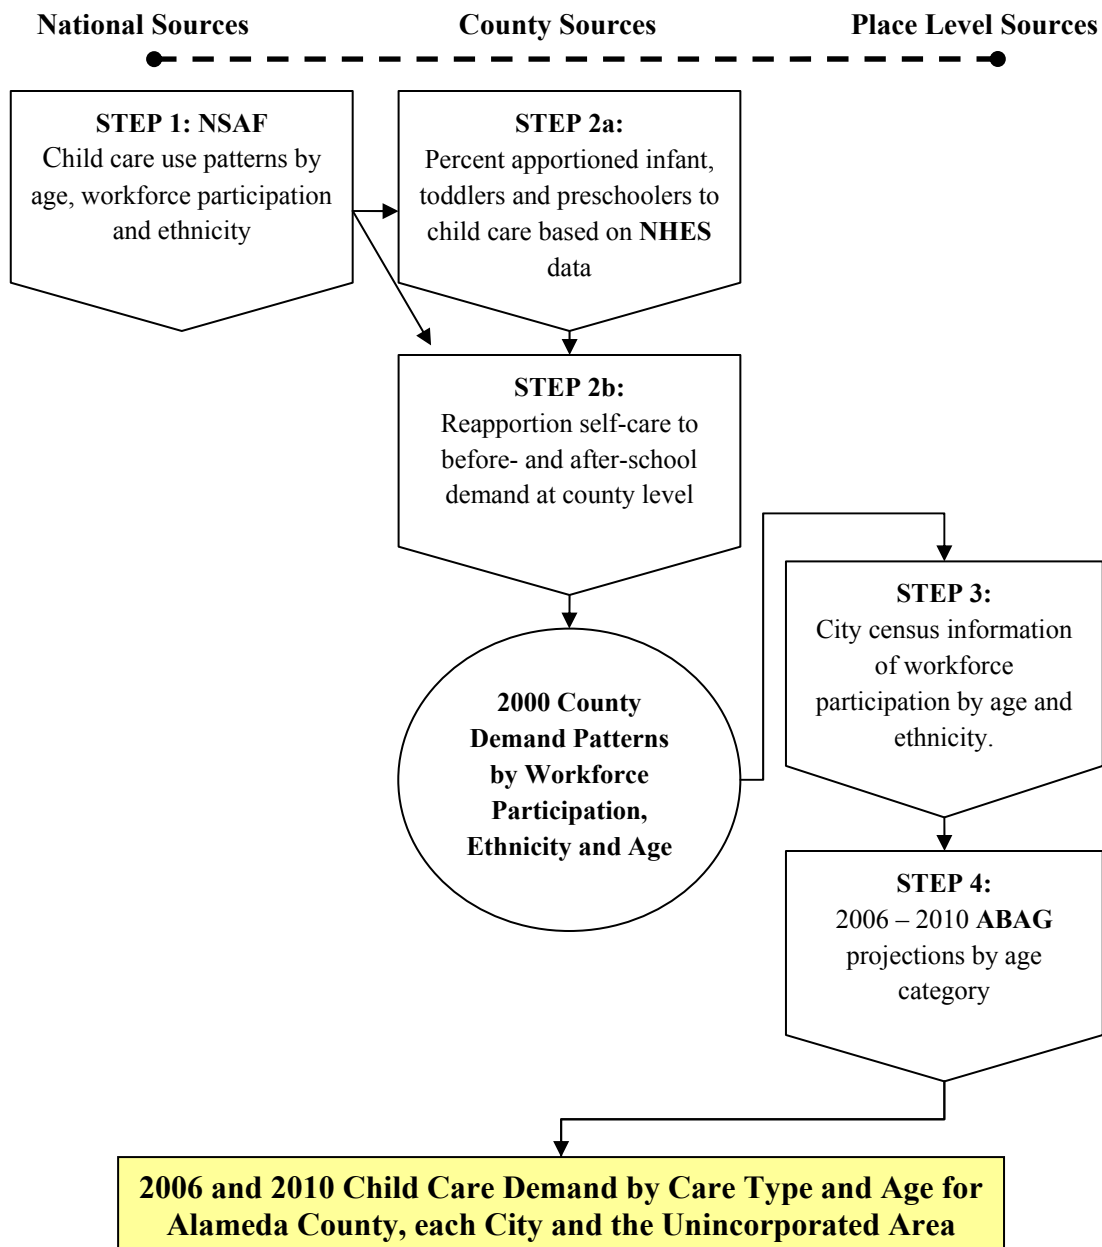 National Sources
County Sources
Place Level Sources
STEP 1: NSAF
Child care use patterns by
age, workforce participation
and ethnicity
STEP 2a:
Percent apportioned infant,
toddlers and preschoolers to
child care based on NHES
data
STEP 2b:
Reapportion self-care to
before- and after-school
demand at county level
2000 County
Demand Patterns
by Workforce
Participation,
Ethnicity and Age
STEP 3:
City census information
of workforce
participation by age and
ethnicity.
STEP 4:
2006 – 2010 ABAG
projections by age
category
2006 and 2010 Child Care Demand by Care Type and Age for
Alameda County, each City and the Unincorporated Area